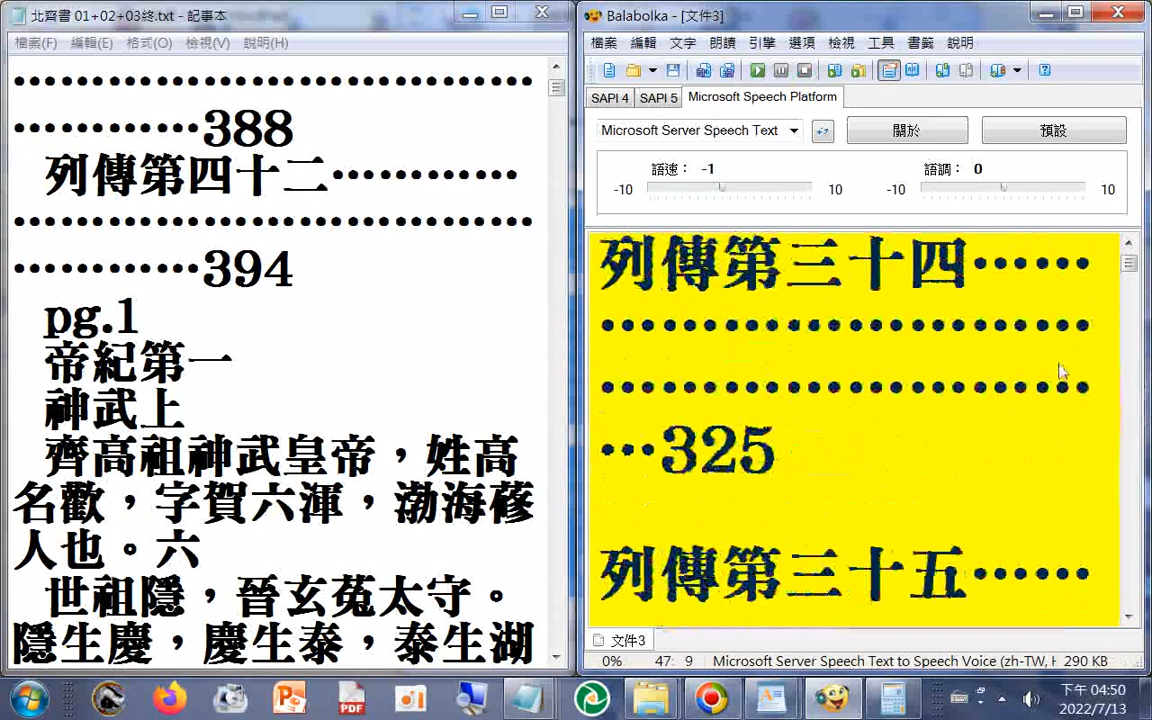 北齊書 01+02+03終.txt - 記事本
檔案(F) 編輯(E) 格式(O) 檢視(V) 說明(H)
………………………………
…………388
列傳第四十二…………
………………………………
…………394
pg.1
帝紀第一
神武上
齊高祖神武皇帝，姓高
名歡，字賀六渾，渤海蓚
人也。六
世祖隱，晉玄菟太守。
隱生慶，慶生泰，泰生湖
Balabolka - [文件3]
檔案 編輯 文字 朗讀 引擎 選項 檢視 工具 書籤 說明
SAPI 4 SAPI 5 Microsoft Speech Platform
Microsoft Server Speech Text 關於 預設
語速： -1 語調： 0
-10 10 -10 10
列傳第三十四……
………………………
………………………
…325
列傳第三十五……
文件3
0% 47: 9 Microsoft Server Speech Text to Speech Voice (zh-TW, H 290 KB
PDF
下午 04:50
2022/7/13